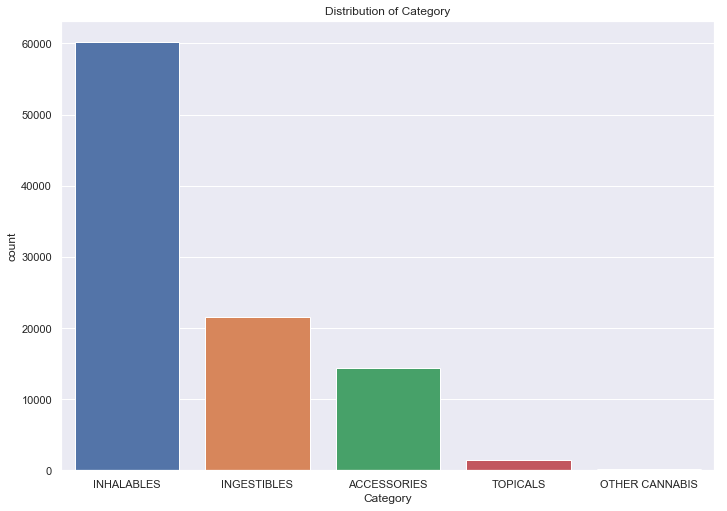 Distribution of Category
60000
50000
40000
30000
20000
10000
0
count
INHALABLES INGESTIBLES ACCESSORIES TOPICALS OTHER CANNABIS
Category